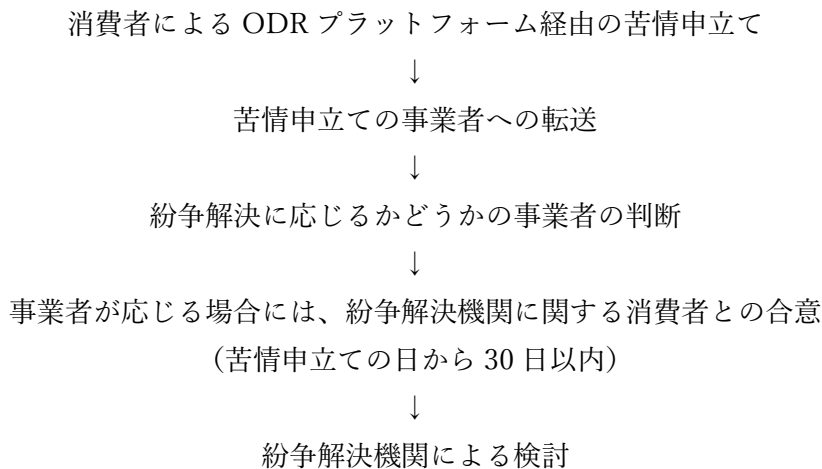 消費者による ODR プラットフォーム経由の苦情申立て
↓
苦情申立ての事業者への転送
↓
紛争解決に応じるかどうかの事業者の判断
↓
事業者が応じる場合には、紛争解決機関に関する消費者との合意
（苦情申立ての日から 30 日以内）
↓
紛争解決機関による検討